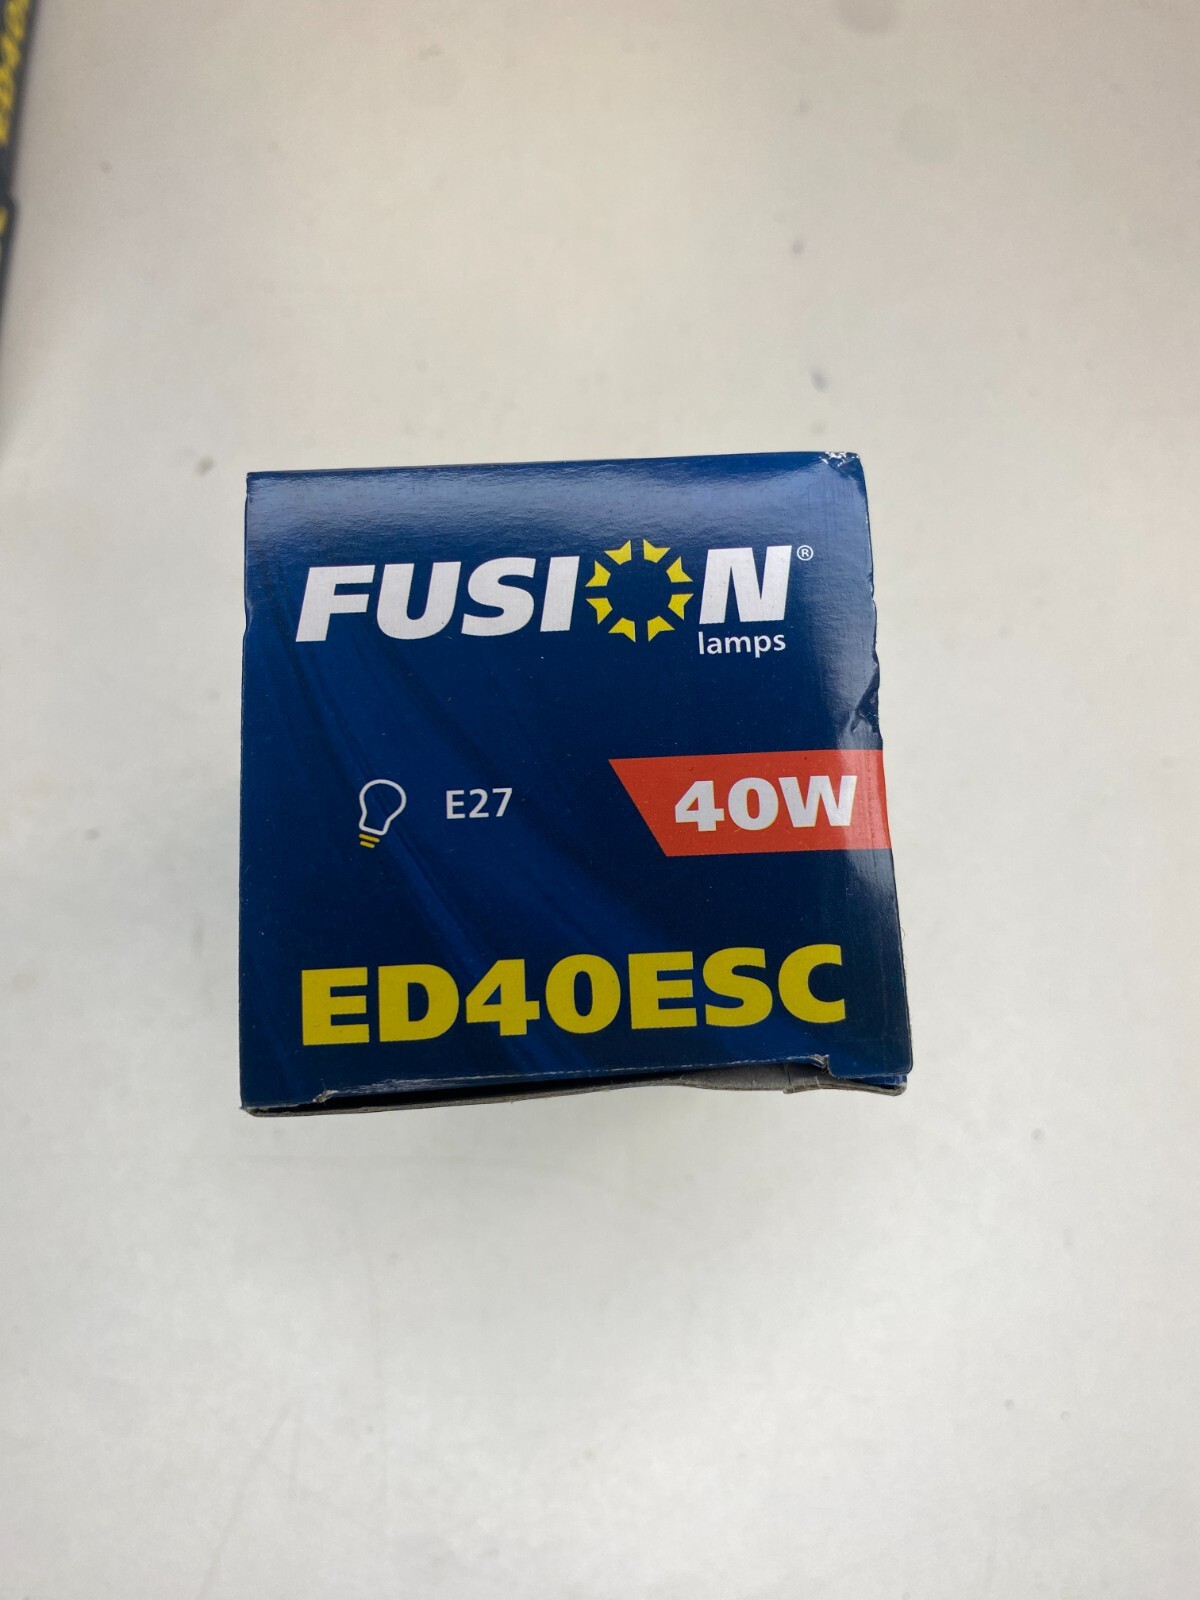 FUSION®
lamps
E27
40W
ED40ESC